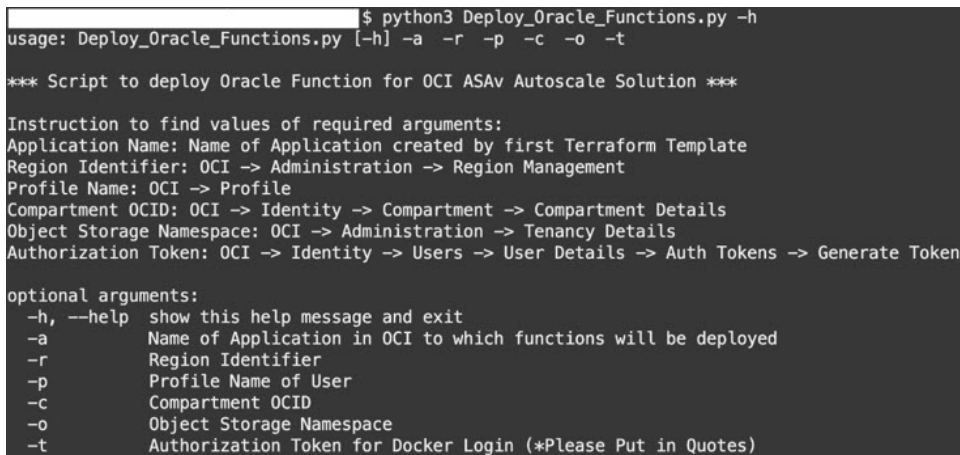 $ python3 Deploy_Oracle_Functions.py -h
usage: Deploy_Oracle_Functions.py [-h] -a  -r  -p  -c  -o  -t
*** Script to deploy Oracle Function for OCI ASAv Autoscale Solution ***
Instruction to find values of required arguments:
Application Name: Name of Application created by first Terraform Template
Region Identifier: OCI -> Administration -> Region Management
Profile Name: OCI -> Profile
Compartment OCID: OCI -> Identity -> Compartment -> Compartment Details
Object Storage Namespace: OCI -> Administration -> Tenancy Details
Authorization Token: OCI -> Identity -> Users -> User Details -> Auth Tokens -> Generate Token
optional arguments:
-h, --help  show this help message and exit
-a          Name of Application in OCI to which functions will be deployed
-r          Region Identifier
-p          Profile Name of User
-c          Compartment OCID
-o          Object Storage Namespace
-t          Authorization Token for Docker Login (*Please Put in Quotes)